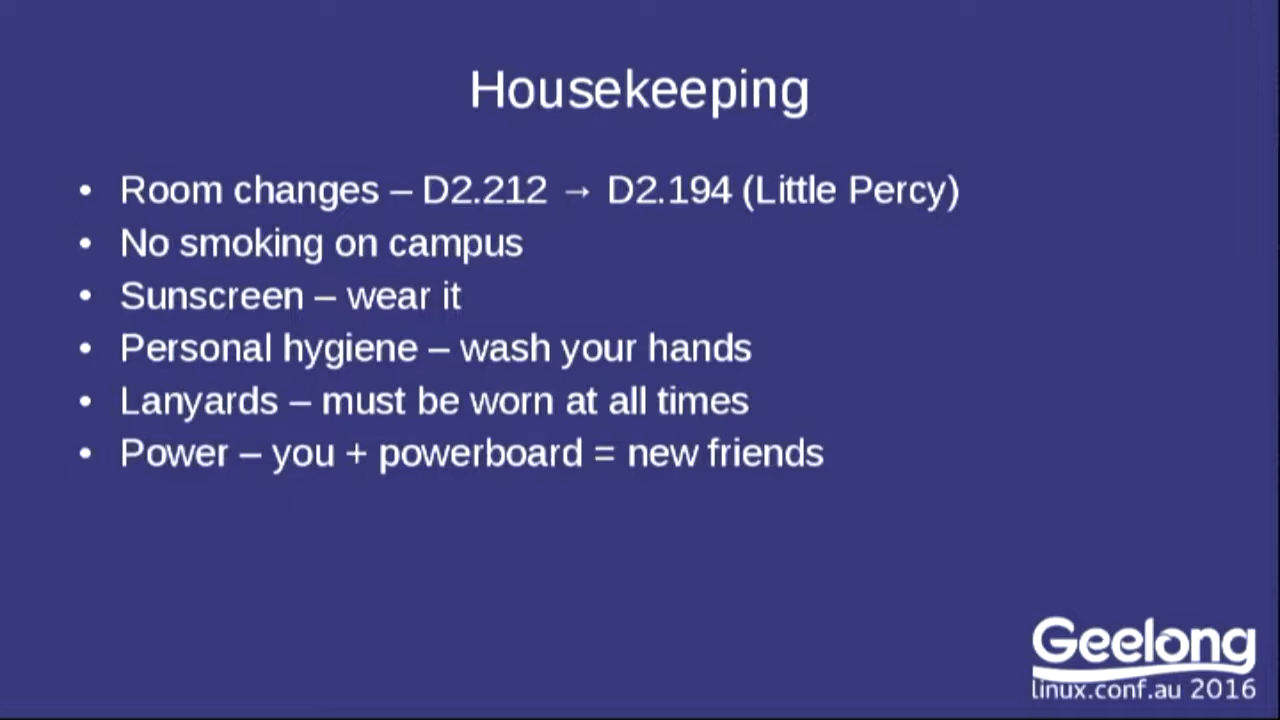 Housekeeping
• Room changes – D2.212 → D2.194 (Little Percy)
• No smoking on campus
• Sunscreen – wear it
• Personal hygiene – wash your hands
• Lanyards – must be worn at all times
• Power – you + powerboard = new friends
Geelong
linux.conf.au 2016